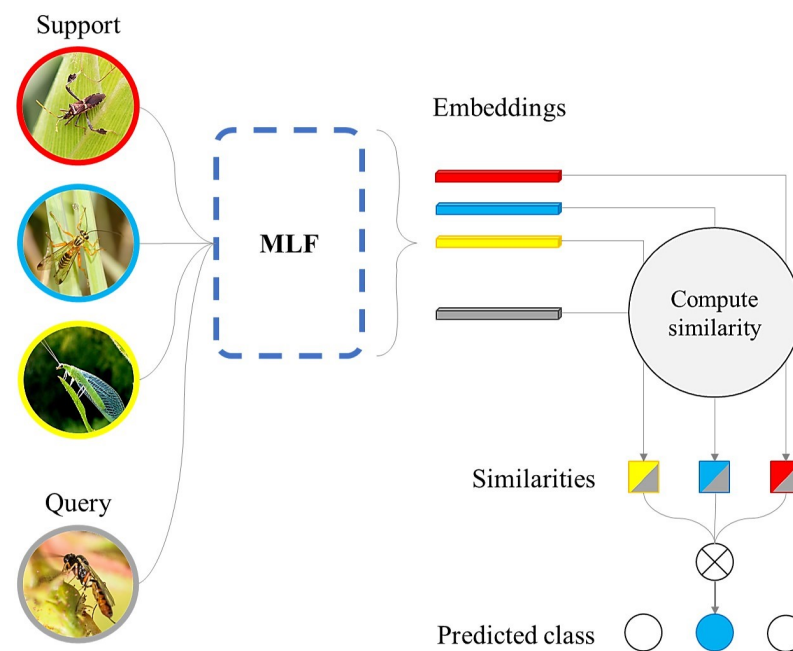 Support
Embeddings
MLF
Compute
similarity
Similarities
Query
Predicted class